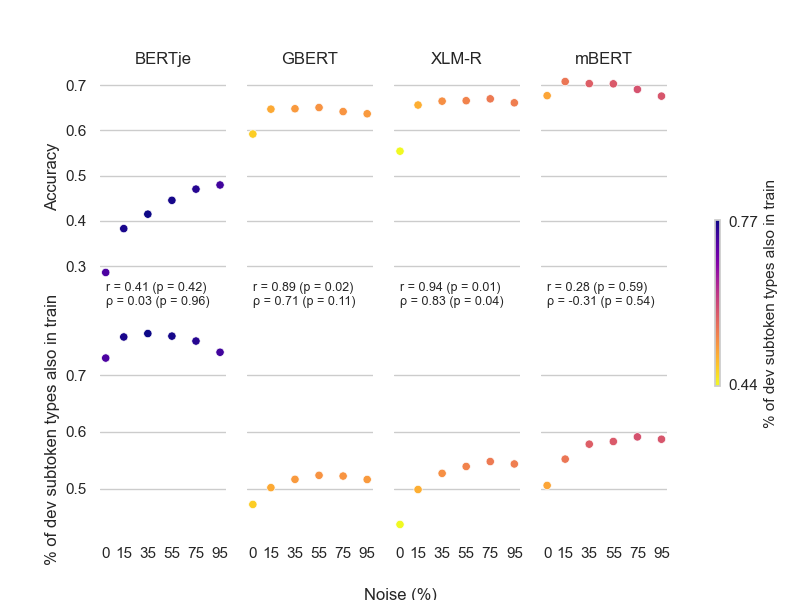 BERTje GBERT XLM-R mBERT
0.7
0.6
0.5
0.4
0.3
Accuracy
r = 0.41 (p = 0.42) r = 0.89 (p = 0.02) r = 0.94 (p = 0.01) r = 0.28 (p = 0.59)
ρ = 0.03 (p = 0.96) ρ = 0.71 (p = 0.11) ρ = 0.83 (p = 0.04) ρ = -0.31 (p = 0.54)
0.7
0.6
0.5
% of dev subtoken types also in train
0 15 35 55 75 95 0 15 35 55 75 95 0 15 35 55 75 95 0 15 35 55 75 95
Noise (%)
0.77
0.44
% of dev subtoken types also in train